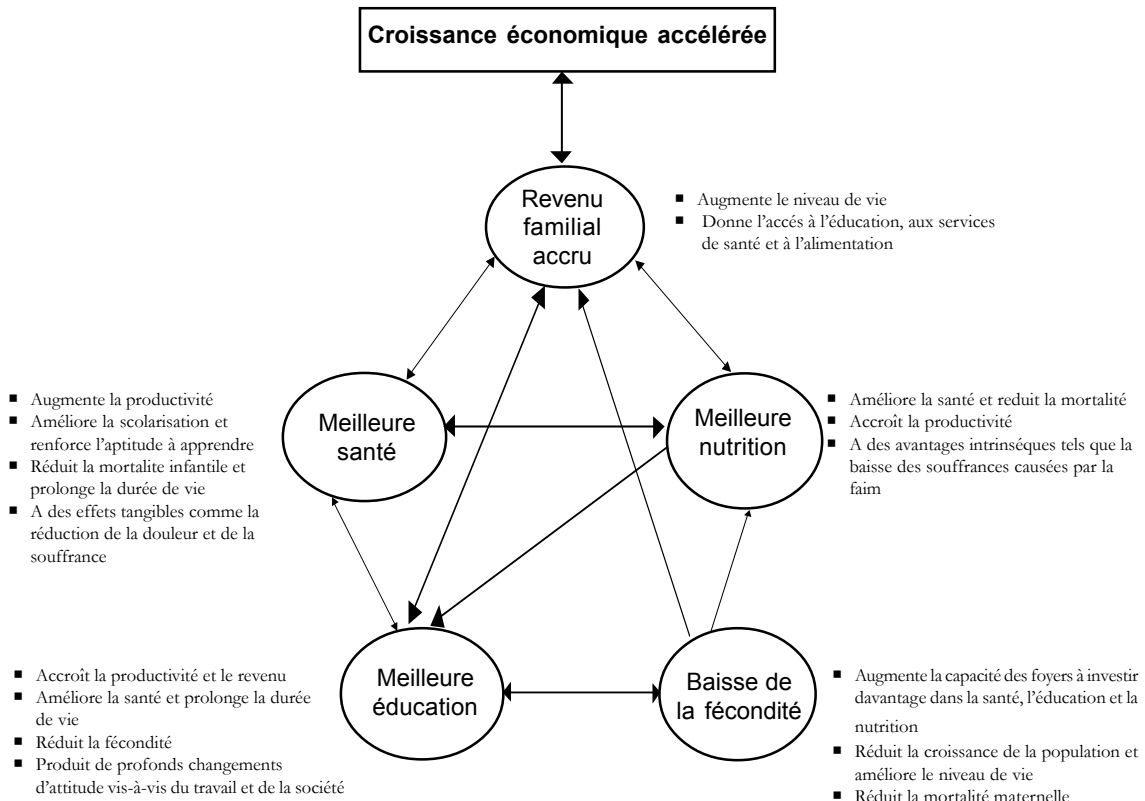 Croissance économique accélérée
Revenu
familial
accru
■ Augmente le niveau de vie
■ Donne l’accés à l’éducation, aux services
de santé et à l’alimentation
■ Augmente la productivité
■ Améliore la scolarisation et
renforce l’aptitude à apprendre
■ Réduit la mortalite infantile et
prolonge la durée de vie
■ A des effets tangibles comme la
réduction de la douleur et de la
souffrance
Meilleure
santé
Meilleure
nutrition
■ Améliore la santé et reduit la mortalité
■ Accroît la productivité
■ A des avantages intrinséques tels que la
baisse des souffrances causées par la
faim
■ Accroît la productivité et le revenu
■ Améliore la santé et prolonge la durée
de vie
■ Réduit la fécondité
■ Produit de profonds changements
d’attitude vis-à-vis du travail et de la société
Meilleure
éducation
Baisse de
la fécondité
■ Augmente la capacité des foyers à investir
davantage dans la santé, l’éducation et la
nutrition
■ Réduit la croissance de la population et
améliore le niveau de vie
■ Réduit la mortalité maternelle